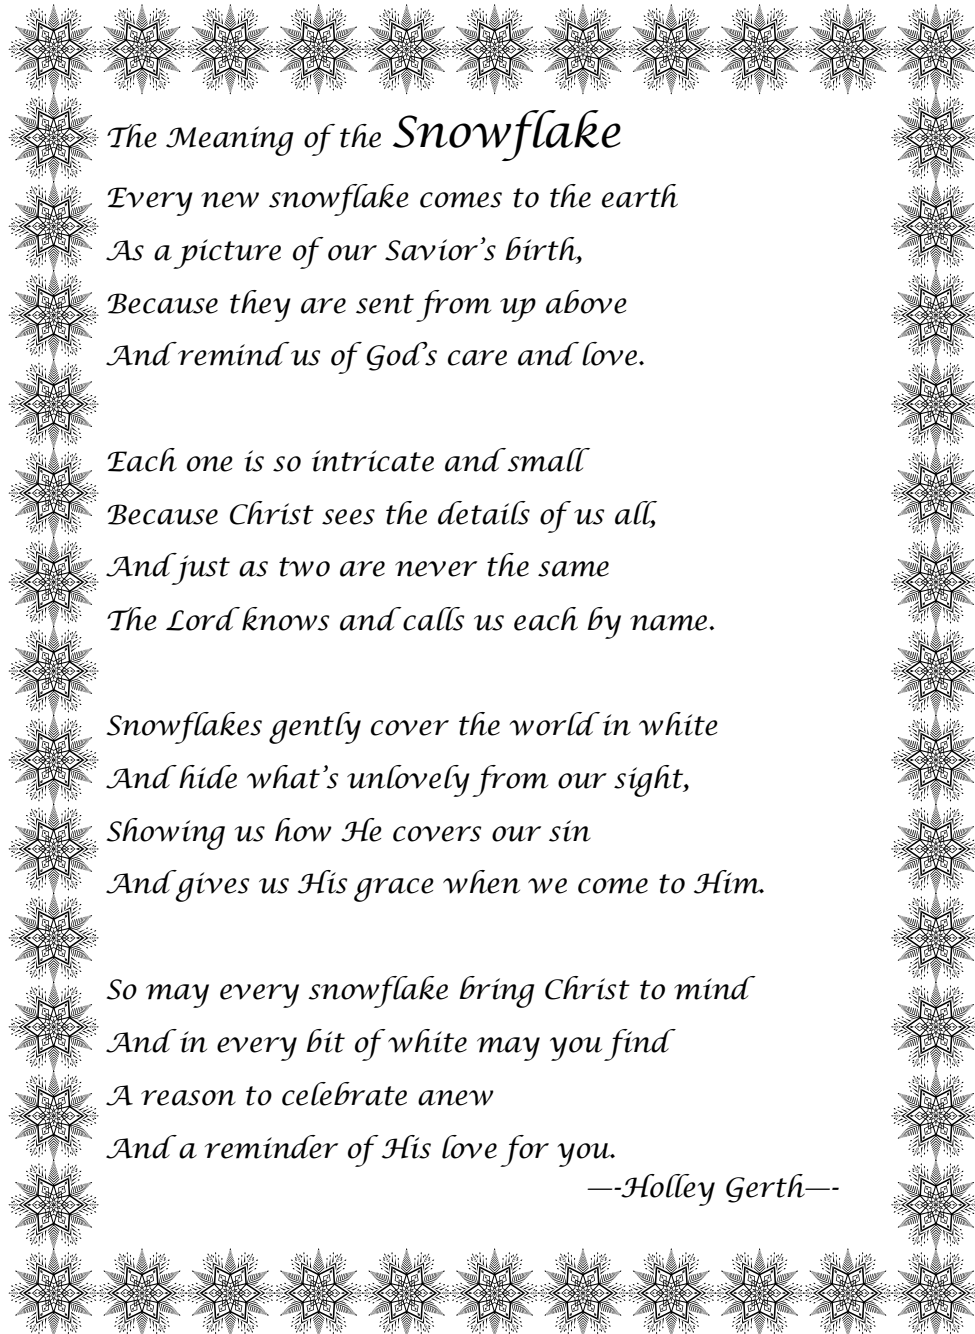 The Meaning of the Snowflake
Every new snowflake comes to the earth
As a picture of our Savior's birth,
Because they are sent from up above
And remind us of God's care and love.
Each one is so intricate and small
Because Christ sees the details of us all,
And just as two are never the same
The Lord knows and calls us each by name.
Snowflakes gently cover the world in white
And hide what's unlovely from our sight,
Showing us how He covers our sin
And gives us His grace when we come to Him.
So may every snowflake bring Christ to mind
And in every bit of white may you find
A reason to celebrate anew
And a reminder of His love for you.
—-Holley Gerth—-